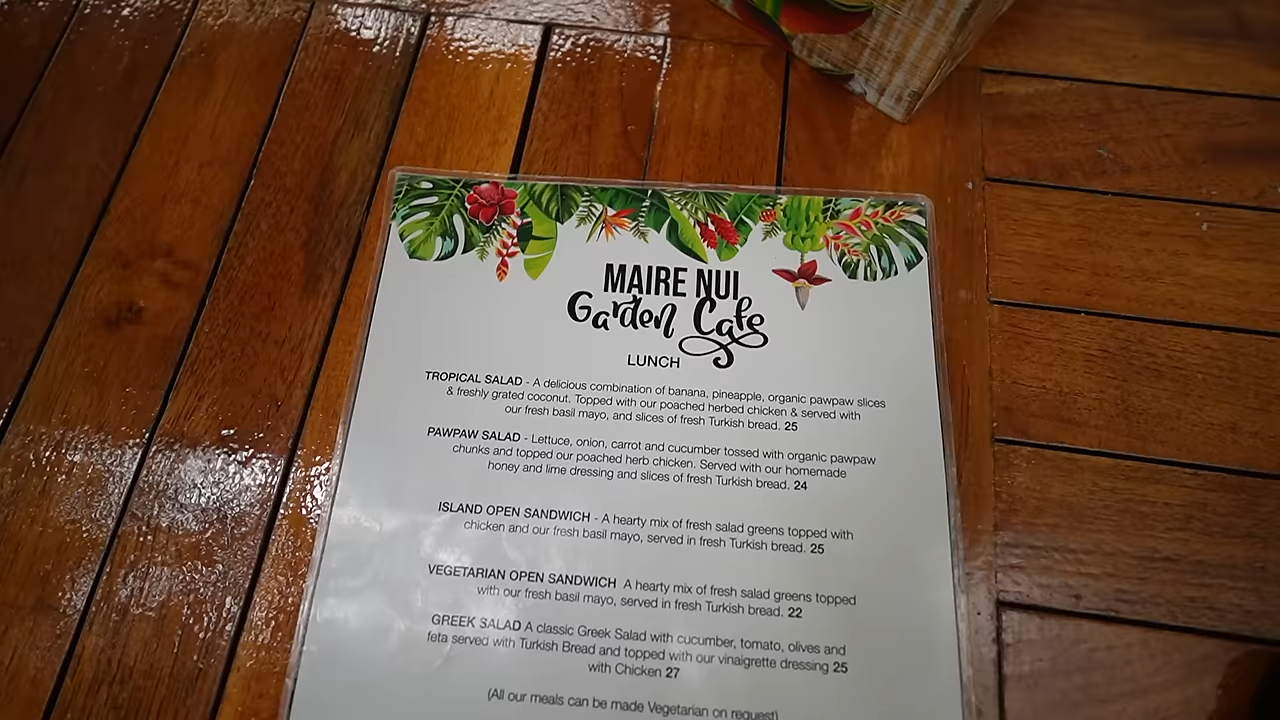 MAIRE NUI
Garden Cafe
LUNCH
TROPICAL SALAD - A delicious combination of banana, pineapple, organic pawpaw slices
& freshly grated coconut. Topped with our poached herbed chicken & served with
our fresh basil mayo, and slices of fresh Turkish bread. 25
PAWPAW SALAD - Lettuce, onion, carrot and cucumber tossed with organic pawpaw
chunks and topped our poached herb chicken. Served with our homemade
honey and lime dressing and slices of fresh Turkish bread. 24
ISLAND OPEN SANDWICH - A hearty mix of fresh salad greens topped with
chicken and our fresh basil mayo, served in fresh Turkish bread. 25
VEGETARIAN OPEN SANDWICH A hearty mix of fresh salad greens topped
with our fresh basil mayo, served in fresh Turkish bread. 22
GREEK SALAD A classic Greek Salad with cucumber, tomato, olives and
feta served with Turkish Bread and topped with our vinaigrette dressing 25
with Chicken 27
(All our meals can be made Vegetarian on request)